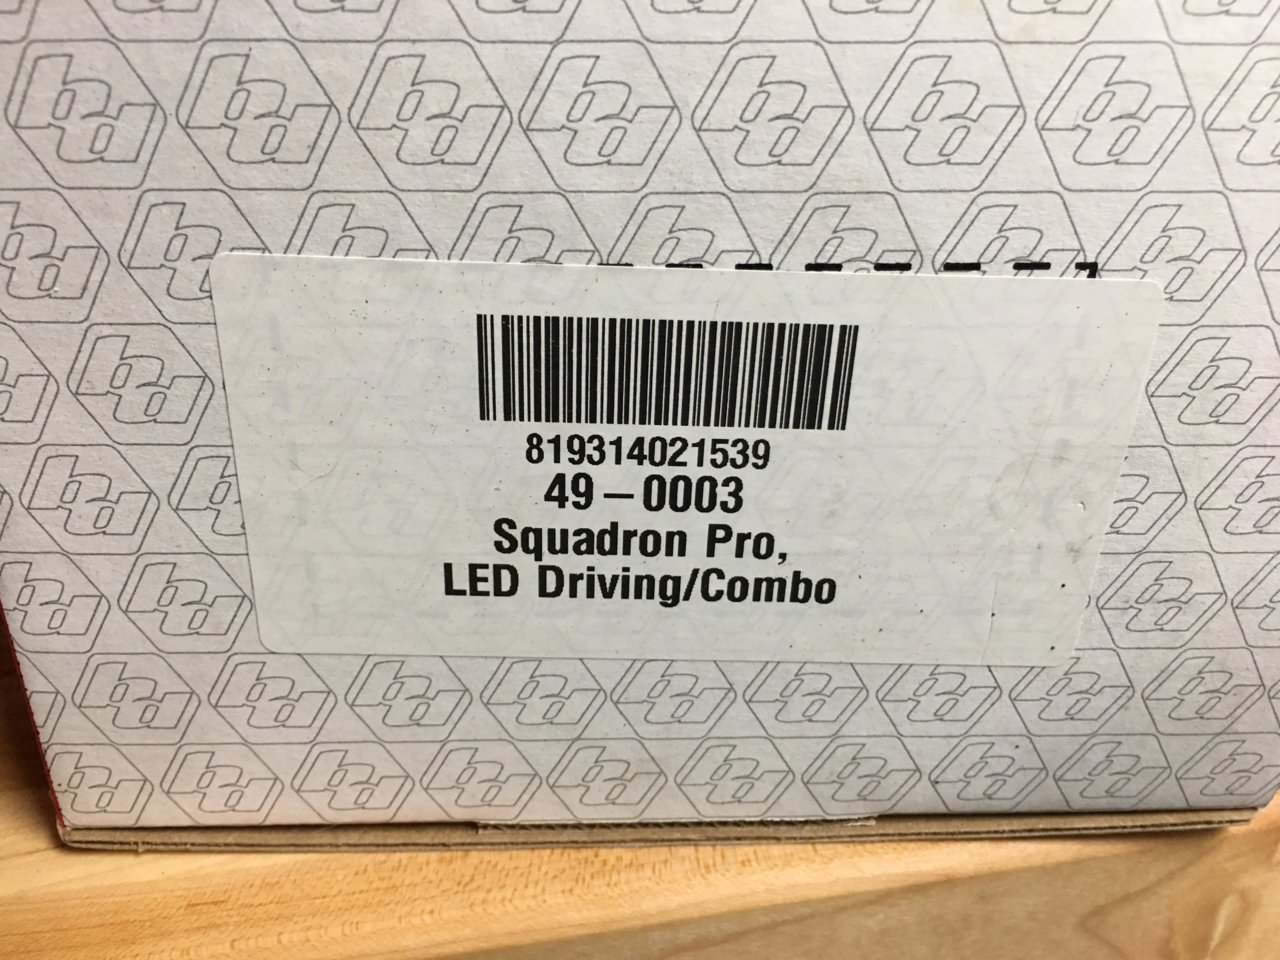 819314021539
49-0003
Squadron Pro,
LED Driving/Combo